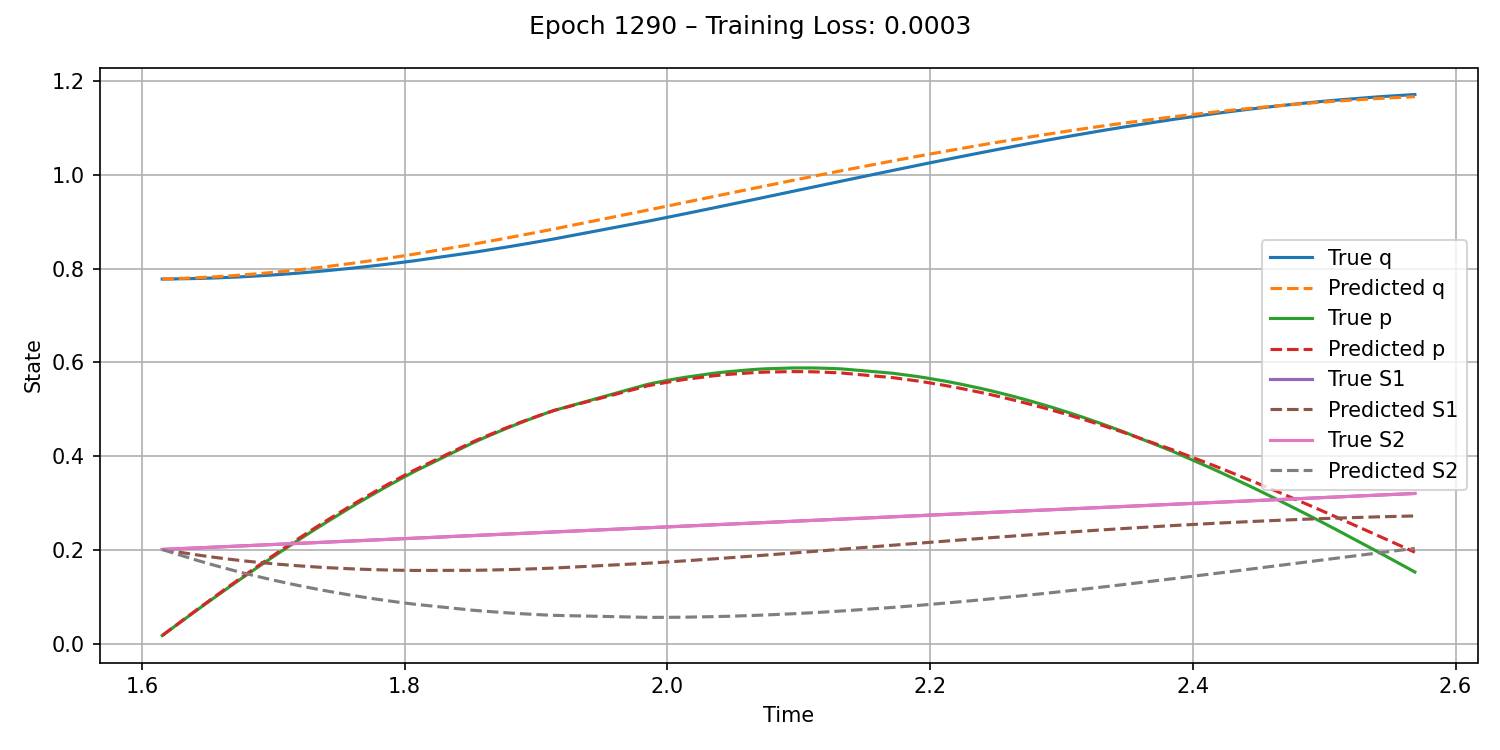 Epoch 1290 – Training Loss: 0.0003
1.2
1.0
0.8
0.6
0.4
0.2
0.0
State
True q
Predicted q
True p
Predicted p
True S1
Predicted S1
True S2
Predicted S2
1.6
1.8
2.0
2.2
2.4
2.6
Time